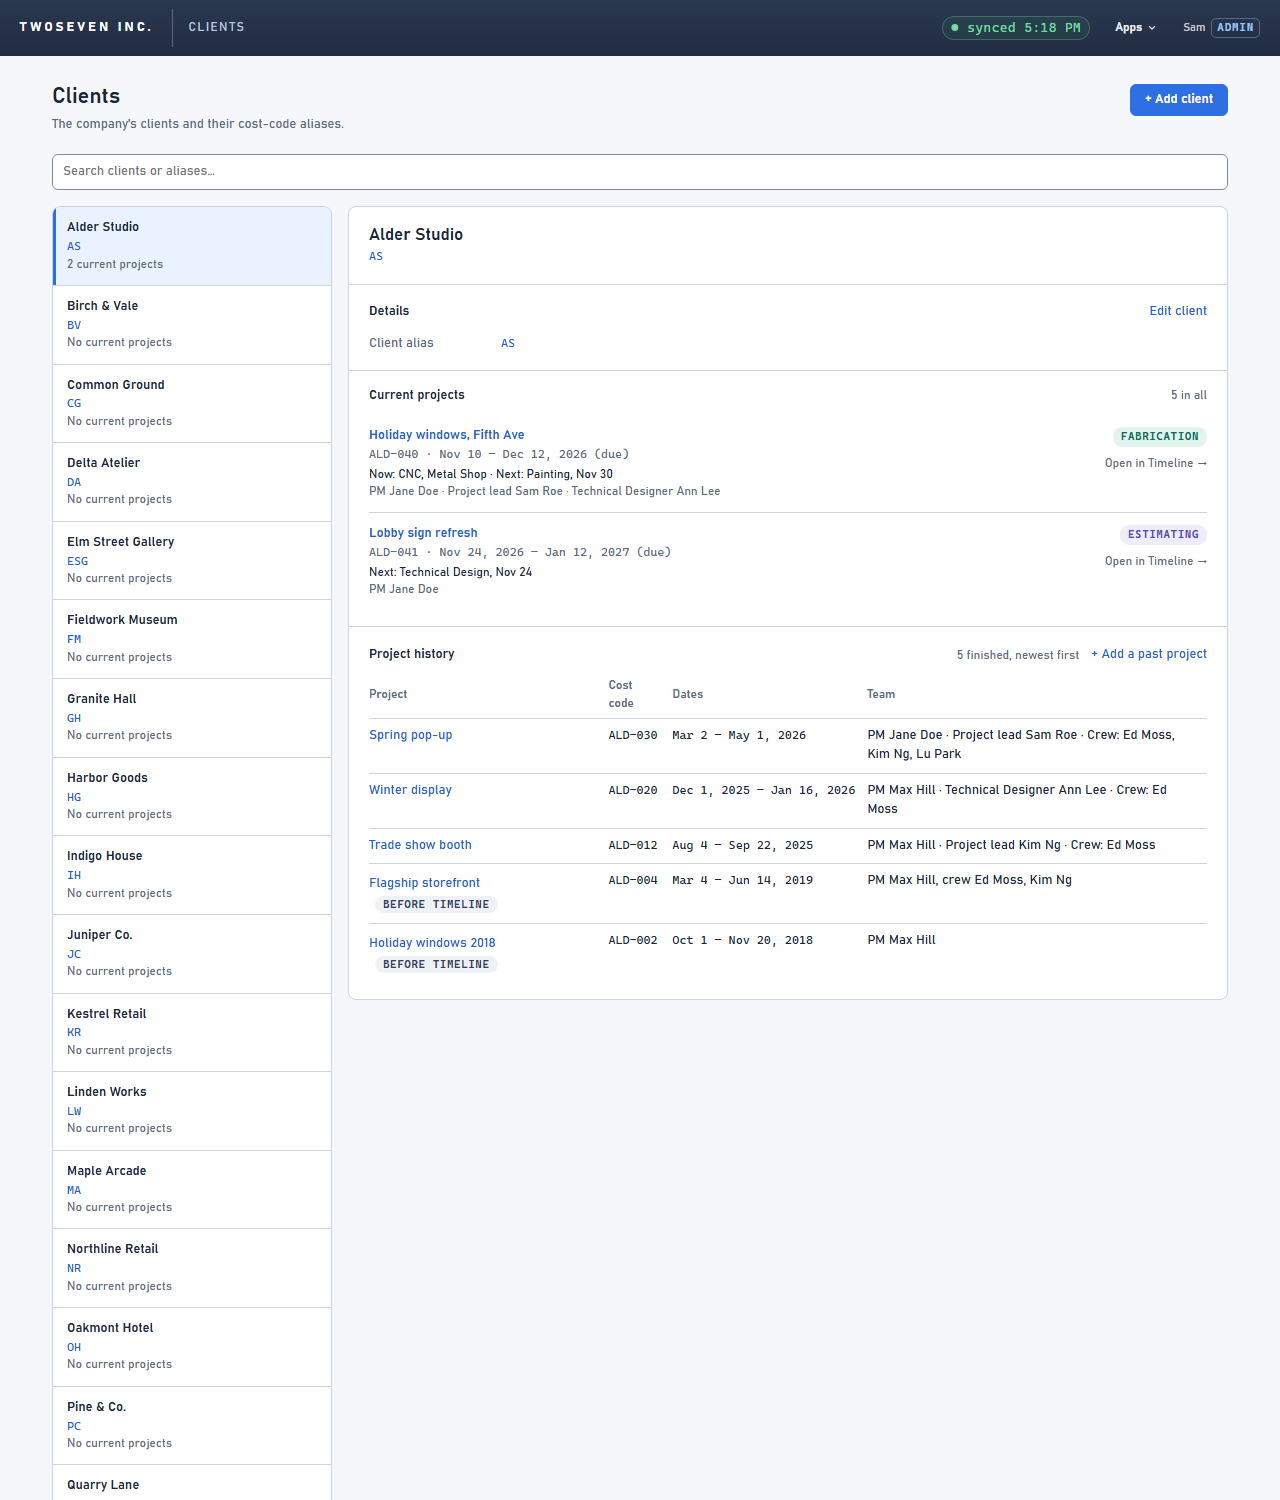 TWOSEVEN INC.
CLIENTS
synced 5:18 PM
Apps
Sam
ADMIN
Clients
The company's clients and their cost-code aliases.
+ Add client
Search clients or aliases…
Alder Studio
AS
2 current projects
Birch & Vale
BV
No current projects
Common Ground
CG
No current projects
Delta Atelier
DA
No current projects
Elm Street Gallery
ESG
No current projects
Fieldwork Museum
FM
No current projects
Granite Hall
GH
No current projects
Harbor Goods
HG
No current projects
Indigo House
IH
No current projects
Juniper Co.
JC
No current projects
Kestrel Retail
KR
No current projects
Linden Works
LW
No current projects
Maple Arcade
MA
No current projects
Northline Retail
NR
No current projects
Oakmont Hotel
OH
No current projects
Pine & Co.
PC
No current projects
Quarry Lane
Alder Studio
AS
Details
Edit client
Client alias
AS
Current projects
5 in all
Holiday windows, Fifth Ave
FABRICATION
ALD-040 · Nov 10 – Dec 12, 2026 (due)
Now: CNC, Metal Shop · Next: Painting, Nov 30
Open in Timeline →
PM Jane Doe · Project lead Sam Roe · Technical Designer Ann Lee
Lobby sign refresh
ESTIMATING
ALD-041 · Nov 24, 2026 – Jan 12, 2027 (due)
Next: Technical Design, Nov 24
Open in Timeline →
PM Jane Doe
Project history
5 finished, newest first
+ Add a past project
Project
Cost
code
Dates
Team
Spring pop-up
ALD-030
Mar 2 – May 1, 2026
PM Jane Doe · Project lead Sam Roe · Crew: Ed Moss,
Kim Ng, Lu Park
Winter display
ALD-020
Dec 1, 2025 – Jan 16, 2026
PM Max Hill · Technical Designer Ann Lee · Crew: Ed
Moss
Trade show booth
ALD-012
Aug 4 – Sep 22, 2025
PM Max Hill · Project lead Kim Ng · Crew: Ed Moss
Flagship storefront
BEFORE TIMELINE
ALD-004
Mar 4 – Jun 14, 2019
PM Max Hill, crew Ed Moss, Kim Ng
Holiday windows 2018
BEFORE TIMELINE
ALD-002
Oct 1 – Nov 20, 2018
PM Max Hill